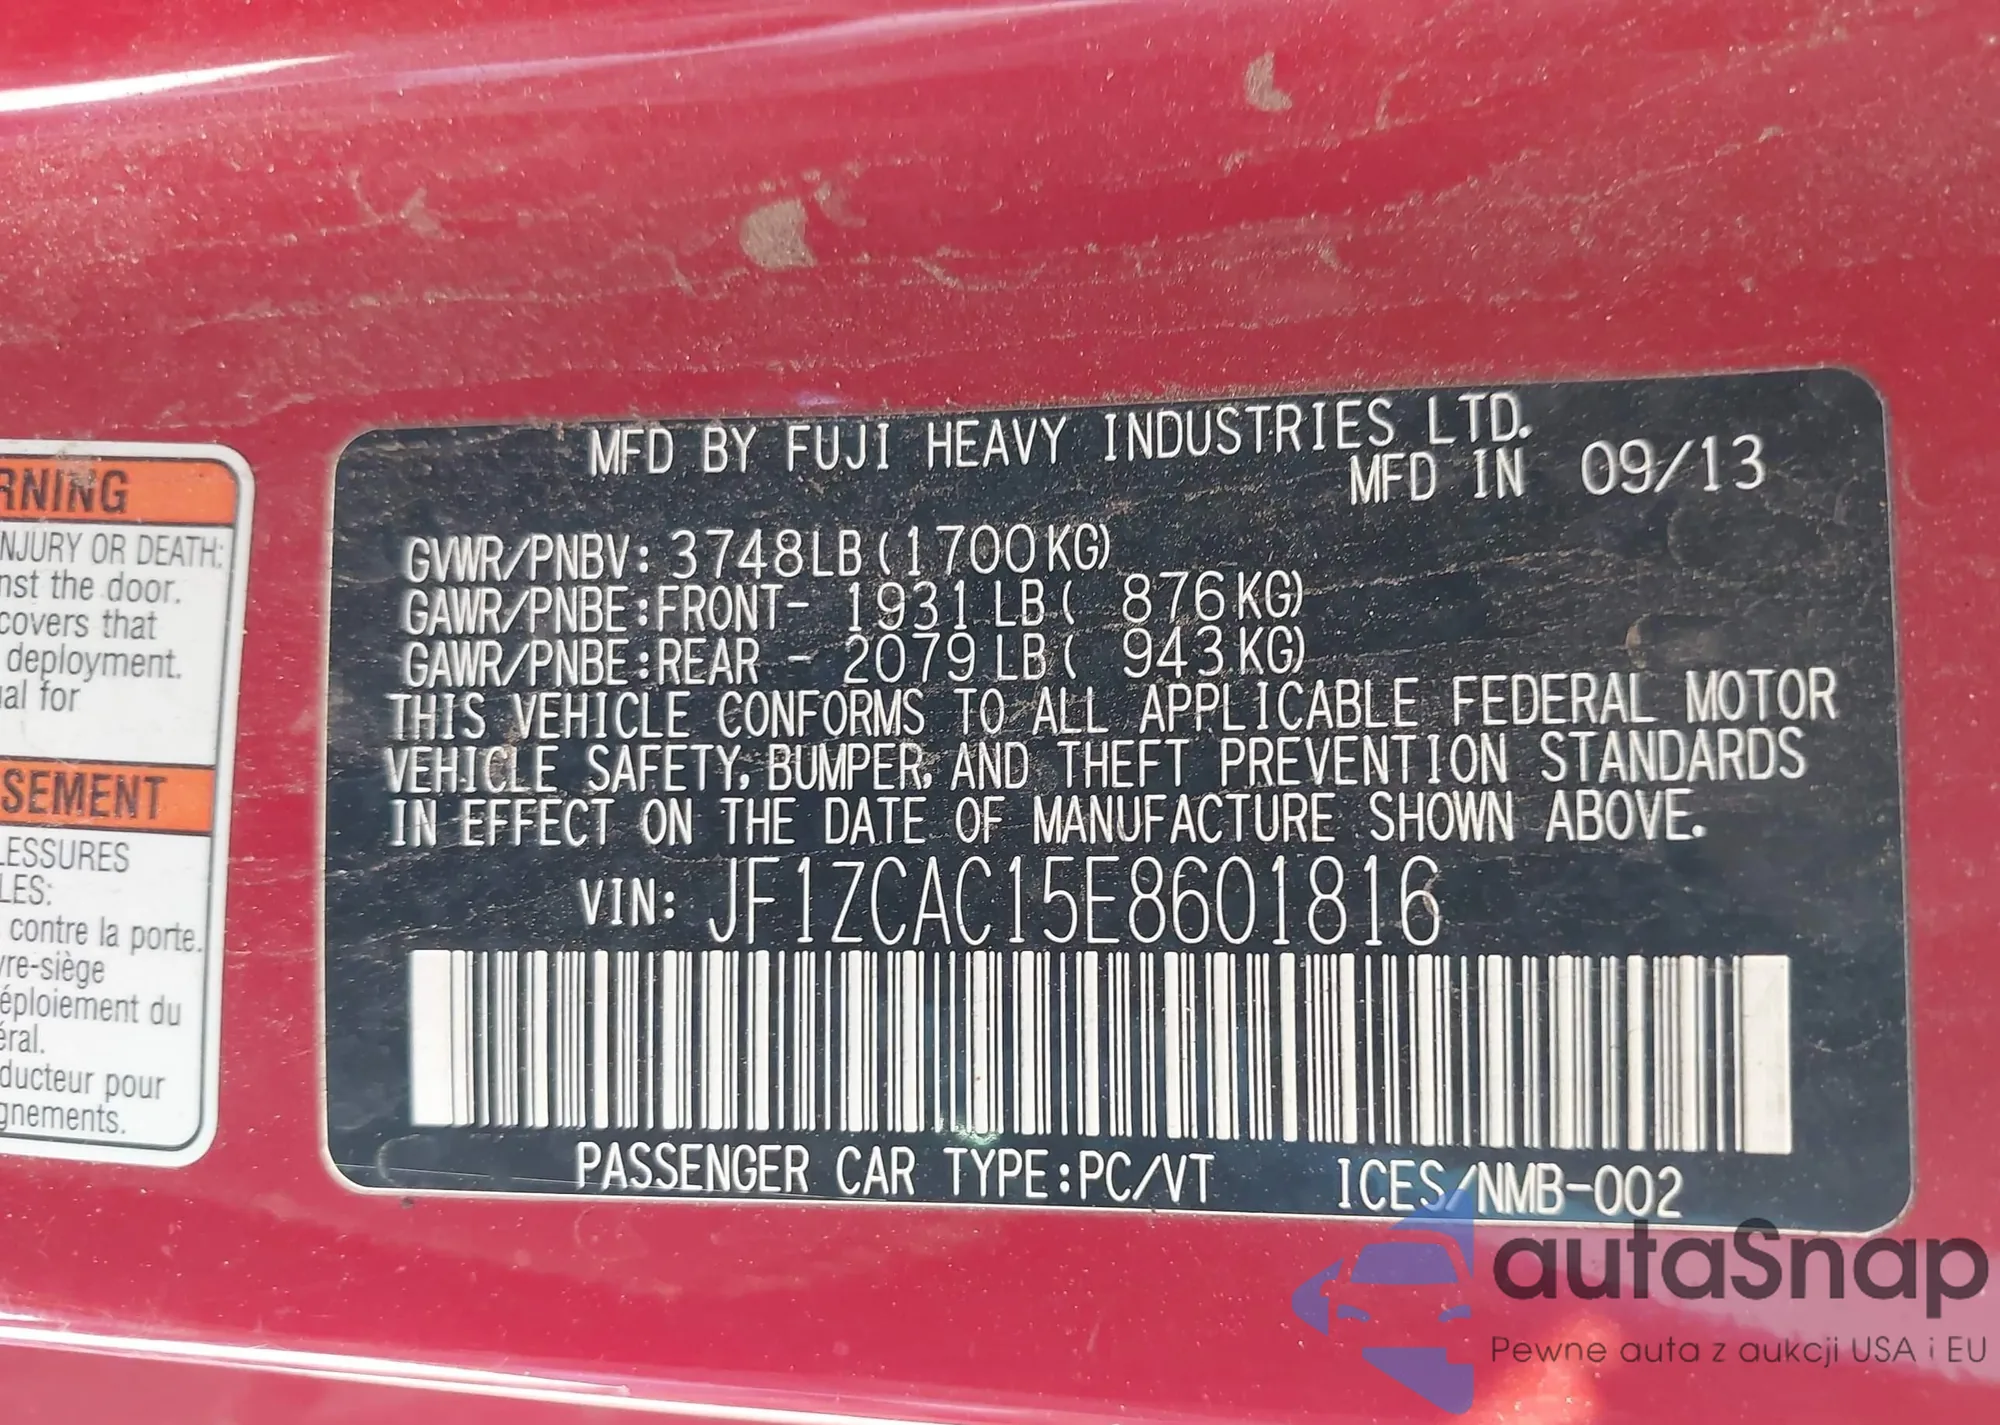 MFD BY FUJI HEAVY INDUSTRIES LTD.
MFD IN 09/13
GVWR/PNBV: 3748LB(1700KG)
GAWR/PNBE:FRONT- 1931LB( 876KG)
GAWR/PNBE:REAR - 2079LB( 943KG)
THIS VEHICLE CONFORMS TO ALL APPLICABLE FEDERAL MOTOR
VEHICLE SAFETY, BUMPER, AND THEFT PREVENTION STANDARDS
IN EFFECT ON THE DATE OF MANUFACTURE SHOWN ABOVE.
VIN: JF1ZCAC15E8601816
PASSENGER CAR TYPE:PC/VT ICES/NMB-002
RNING
NJURY OR DEATH:
nst the door.
covers that
deployment.
ual for
SEMENT
LESSURES
LES:
contre la porte.
vre-siège
éploiement du
éral.
ducteur pour
gnements.
autaSnap
Pewne auta z aukcji USA i EU